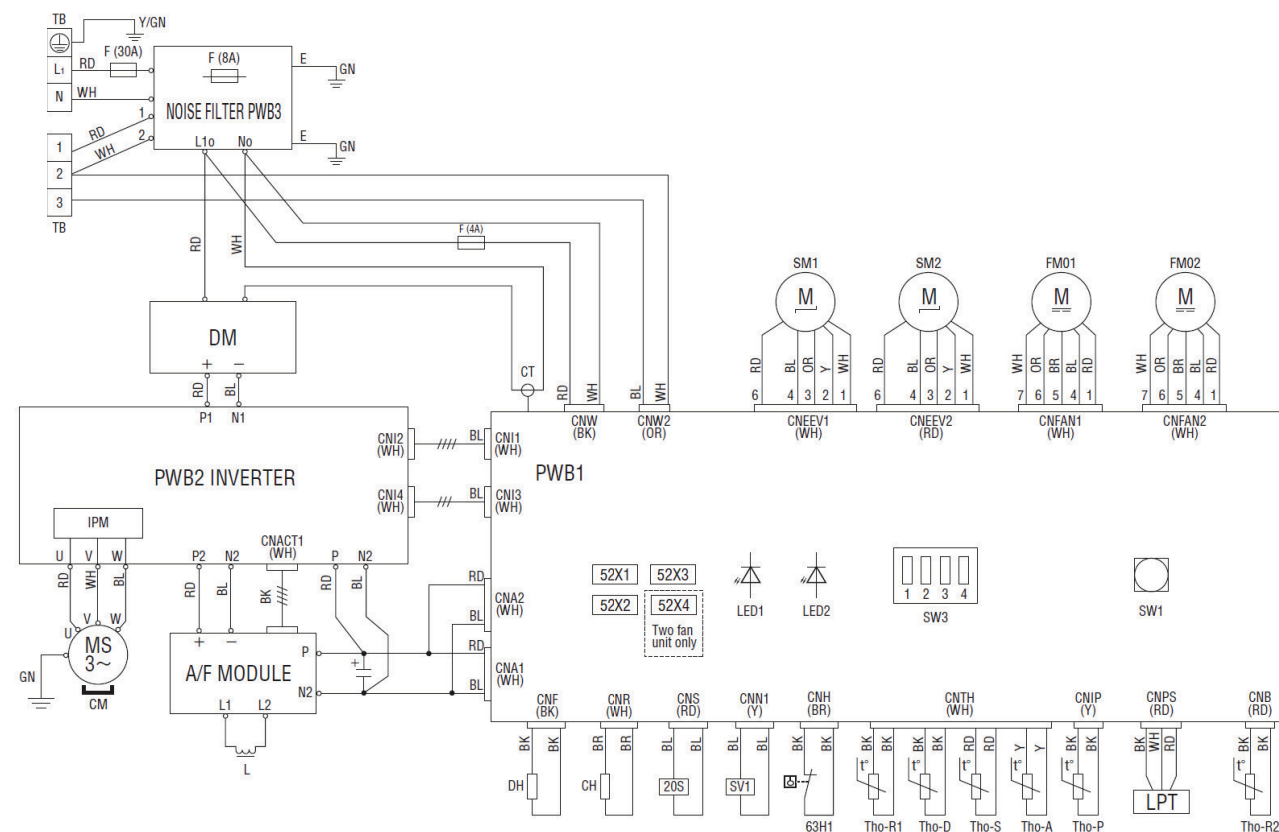 TB
Y/GN
F (30A)
L1
RD
N
WH
F (8A)
NOISE FILTER PWB3
E
GN
E
GN
1
2
L1o
No
RD
WH
1
2
3
TB
F (4A)
RD
WH
DM
+
−
RD
BL
P1
N1
CT
RD
WH
BL
WH
CNW
(BK)
CNW2
(OR)
SM1
M
RD
BL
OR
Y
WH
6
4
3
2
1
CNEEV1
(WH)
SM2
M
RD
BL
OR
Y
WH
6
4
3
2
1
CNEEV2
(RD)
FM01
M
WH
OR
BR
BL
RD
7
6
5
4
1
CNFAN1
(WH)
FM02
M
WH
OR
BR
BL
RD
7
6
5
4
1
CNFAN2
(WH)
PWB2 INVERTER
CNI2
(WH)
BL
CNI1
(WH)
CNI4
(WH)
BL
CNI3
(WH)
PWB1
IPM
U
V
W
P2
N2
CNACT1
(WH)
P
N2
RD
WH
BL
RD
BL
BK
RD
BL
U
V
W
MS
3~
GN
CM
+
−
P
A/F MODULE
N2
L1
L2
L
+
RD
CNA2
(WH)
BL
RD
CNA1
(WH)
BL
52X1
52X3
52X2
52X4
Two fan
unit only
LED1
LED2
1 2 3 4
SW3
SW1
CNF
(BK)
CNR
(WH)
CNS
(RD)
CNN1
(Y)
CNH
(BR)
CNTH
(WH)
CNIP
(Y)
CNPS
(RD)
CNB
(RD)
BK
BK
BR
BR
BL
BL
BL
BL
BK
BK
BK
BK
BK
BK
RD
RD
Y
Y
BK
BK
BK
WH
RD
BK
BK
DH
CH
20S
SV1
t°
t°
t°
t°
t°
LPT
t°
63H1
Tho-R1
Tho-D
Tho-S
Tho-A
Tho-P
Tho-R2